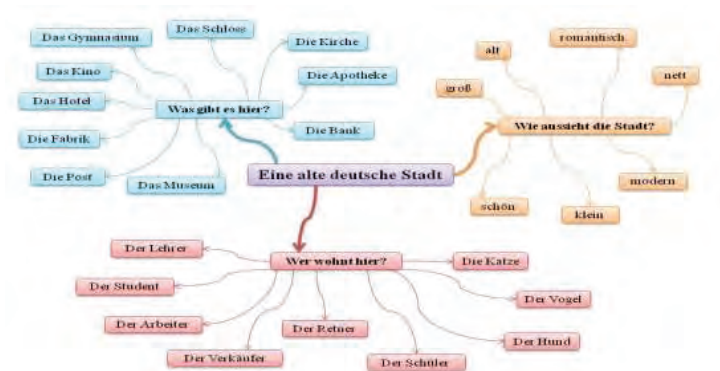 Das Gymnasium
Das Schloss
Die Kirche
Das Kino
Die Apotheke
Das Hotel
Was gibt es hier?
Die Fabrik
Die Bank
Die Post
Das Museum
Eine alte deutsche Stadt
romantisch
alt
nett
groß
Wie aussieht die Stadt?
modern
schön
klein
Der Lehrer
Wer wohnt hier?
Die Katze
Der Student
Der Vogel
Der Arbeiter
Der Retner
Der Hund
Der Verkäufer
Der Schüler